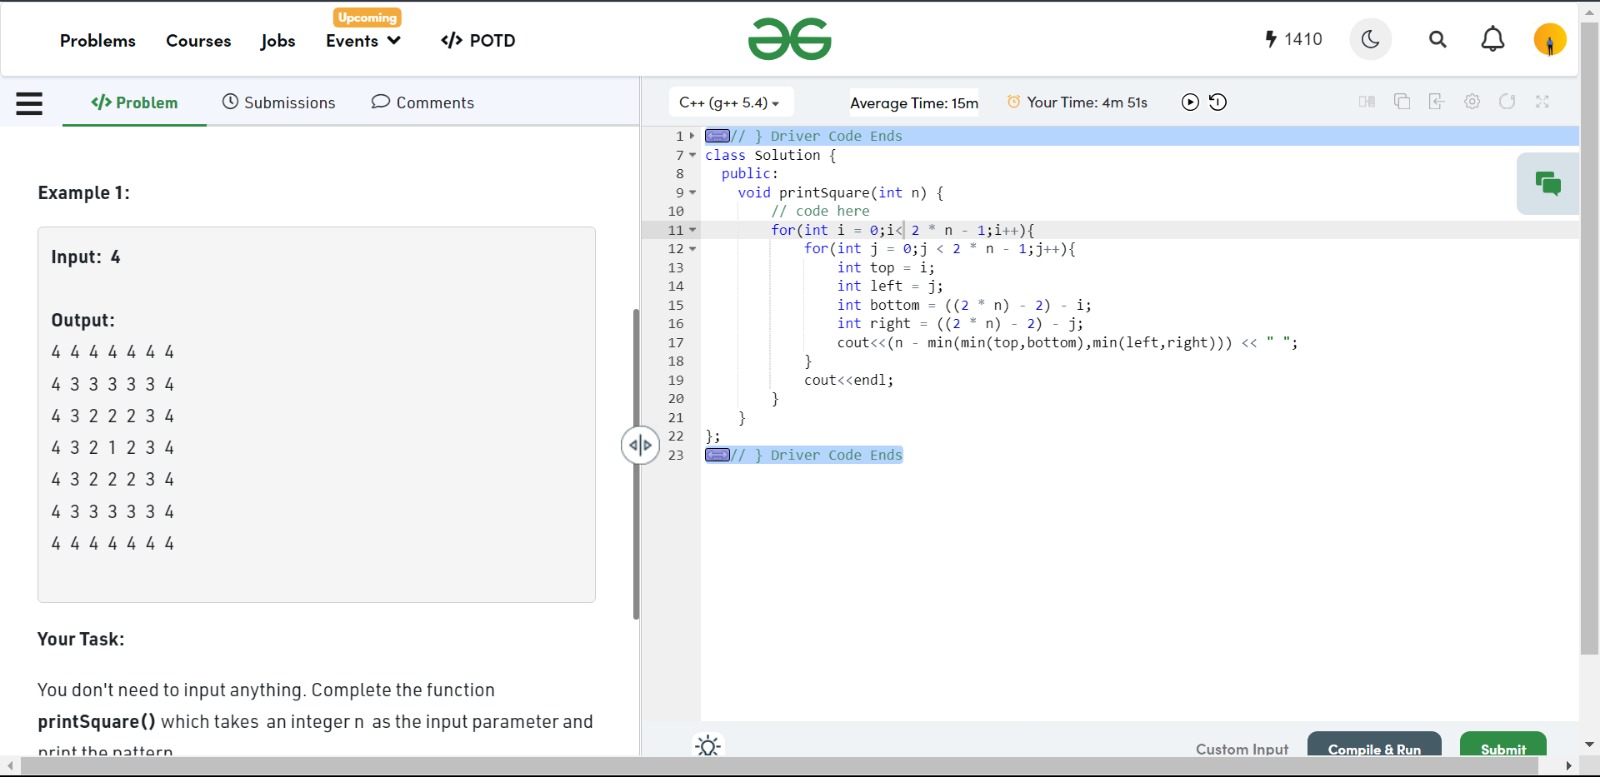 Upcoming
Problems Courses Jobs Events </> POTD
1410
</> Problem Submissions Comments
C++ (g++ 5.4) Average Time: 15m Your Time: 4m 51s
Example 1:
Input: 4
Output:
4 4 4 4 4 4 4
4 3 3 3 3 3 4
4 3 2 2 2 3 4
4 3 2 1 2 3 4
4 3 2 2 2 3 4
4 3 3 3 3 3 4
4 4 4 4 4 4 4
Your Task:
You don't need to input anything. Complete the function
printSquare() which takes an integer n as the input parameter and
print the pattern
1 // } Driver Code Ends
7 class Solution {
8 public:
9 void printSquare(int n) {
10 // code here
11 for(int i = 0;i< 2 * n - 1;i++){
12 for(int j = 0;j < 2 * n - 1;j++){
13 int top = i;
14 int left = j;
15 int bottom = ((2 * n) - 2) - i;
16 int right = ((2 * n) - 2) - j;
17 cout<<(n - min(min(top,bottom),min(left,right))) << " ";
18 }
19 cout<<endl;
20 }
21 }
22 };
23 // } Driver Code Ends
Custom Input Compile & Run Submit